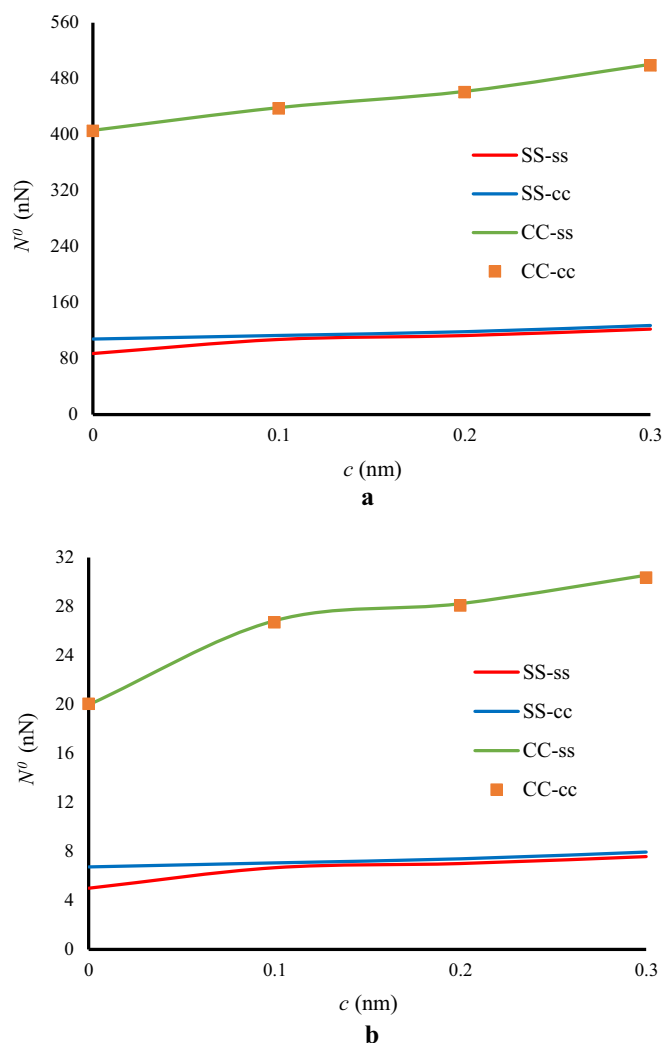 560
480
400
320
240
160
80
0
N⁰ (nN)
SS-ss
SS-cc
CC-ss
CC-cc
0 0.1 0.2 0.3
c (nm)
a
32
28
24
20
16
12
8
4
0
N⁰ (nN)
SS-ss
SS-cc
CC-ss
CC-cc
0 0.1 0.2 0.3
c (nm)
b